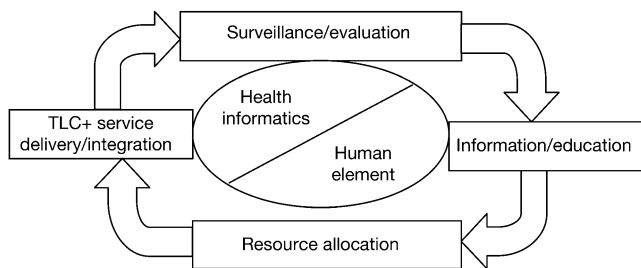 Surveillance/evaluation
Health
informatics
TLC+ service
delivery/integration
Information/education
Human
element
Resource allocation